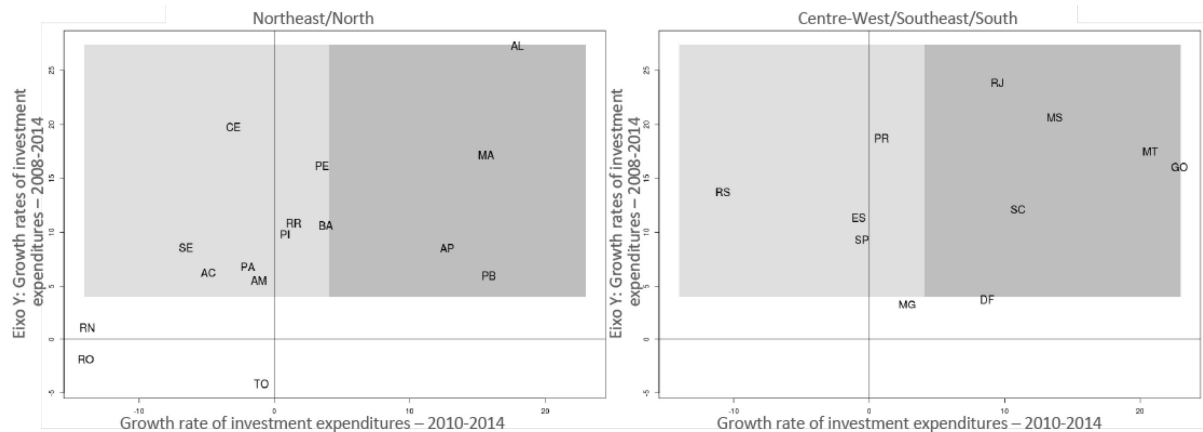 Northeast/North
Eixo Y: Growth rates of investment
expenditures – 2008-2014
25
20
15
10
5
0
-5
AL
CE
MA
PE
RR
BA
PI
SE
AP
PA
AC
PB
AM
RN
RO
TO
-10
0
10
20
Growth rate of investment expenditures – 2010-2014
Centre-West/Southeast/South
Eixo Y: Growth rates of investment
expenditures – 2008-2014
25
20
15
10
5
0
-5
RJ
MS
PR
MT
GO
RS
SC
ES
SP
DF
MG
-10
0
10
20
Growth rate of investment expenditures – 2010-2014